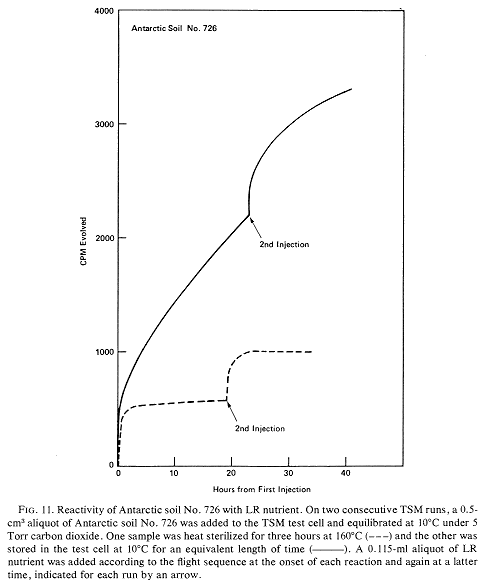 4000
Antarctic Soil No. 726
3000
CPM Evolved
2000
2nd Injection
1000
2nd Injection
0
0 10 20 30 40
Hours from First Injection
FIG. 11. Reactivity of Antarctic soil No. 726 with LR nutrient. On two consecutive TSM runs, a 0.5-
cm³ aliquot of Antarctic soil No. 726 was added to the TSM test cell and equilibrated at 10°C under 5
Torr carbon dioxide. One sample was heat sterilized for three hours at 160°C (---) and the other was
stored in the test cell at 10°C for an equivalent length of time (———). A 0.115-ml aliquot of LR
nutrient was added according to the flight sequence at the onset of each reaction and again at a latter
time, indicated for each run by an arrow.